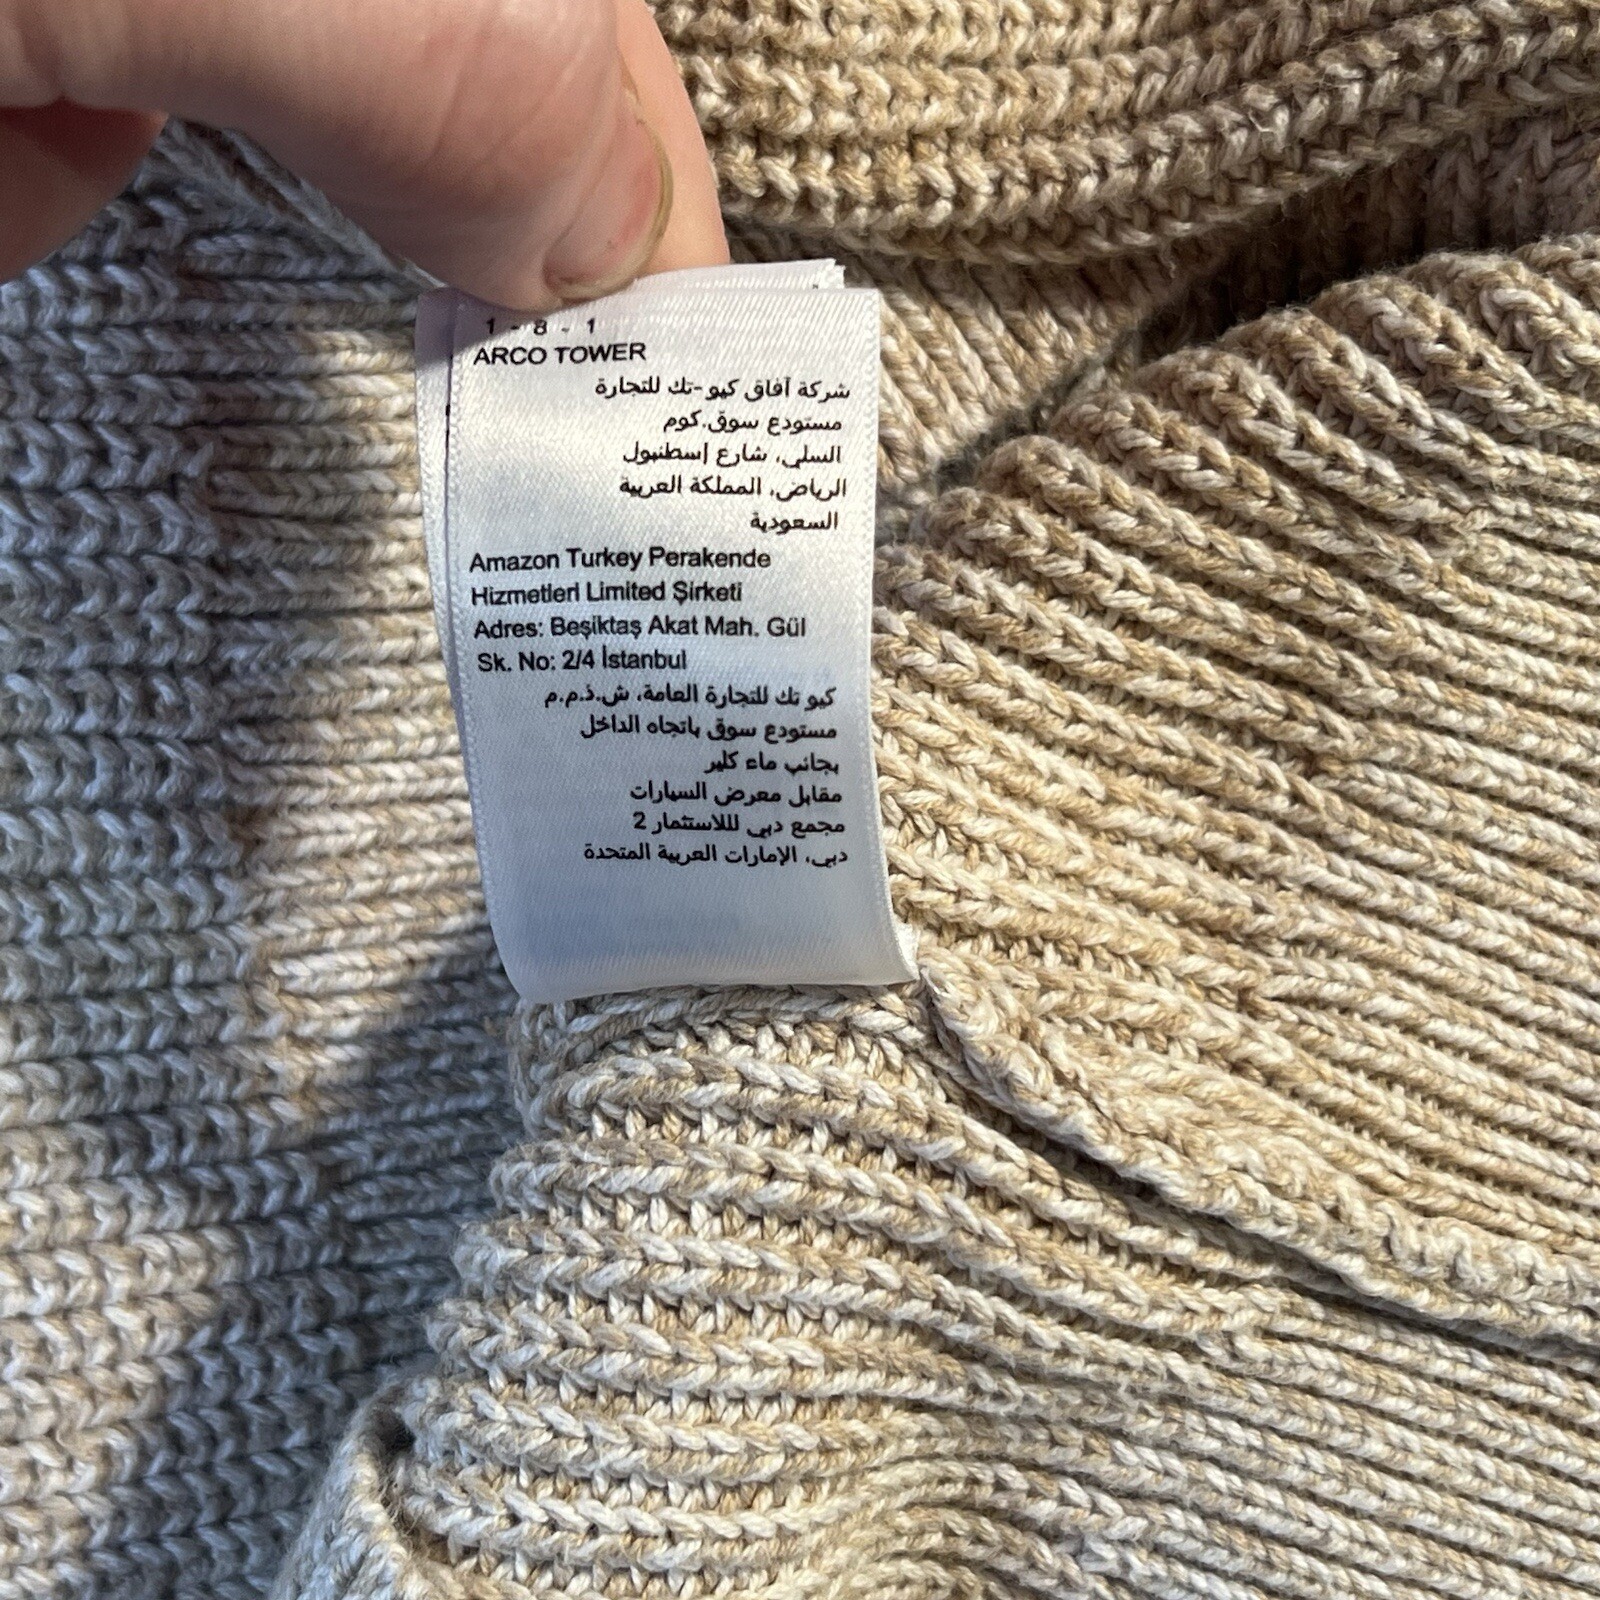 1 - 8 - 1
ARCO TOWER
شركة آفاق كيو-تك للتجارة
مستودع سوق.كوم
السلي، شارع إسطنبول
الرياض، المملكة العربية
السعودية
Amazon Turkey Perakende
Hizmetleri Limited Şirketi
Adres: Beşiktaş Akat Mah. Gül
Sk. No: 2/4 İstanbul
كيو تك للتجارة العامة، ش.ذ.م.م
مستودع سوق باتجاه الداخل
بجانب ماء كلير
مقابل معرض السيارات
مجمع دبي لللاستثمار 2
دبي، الإمارات العربية المتحدة